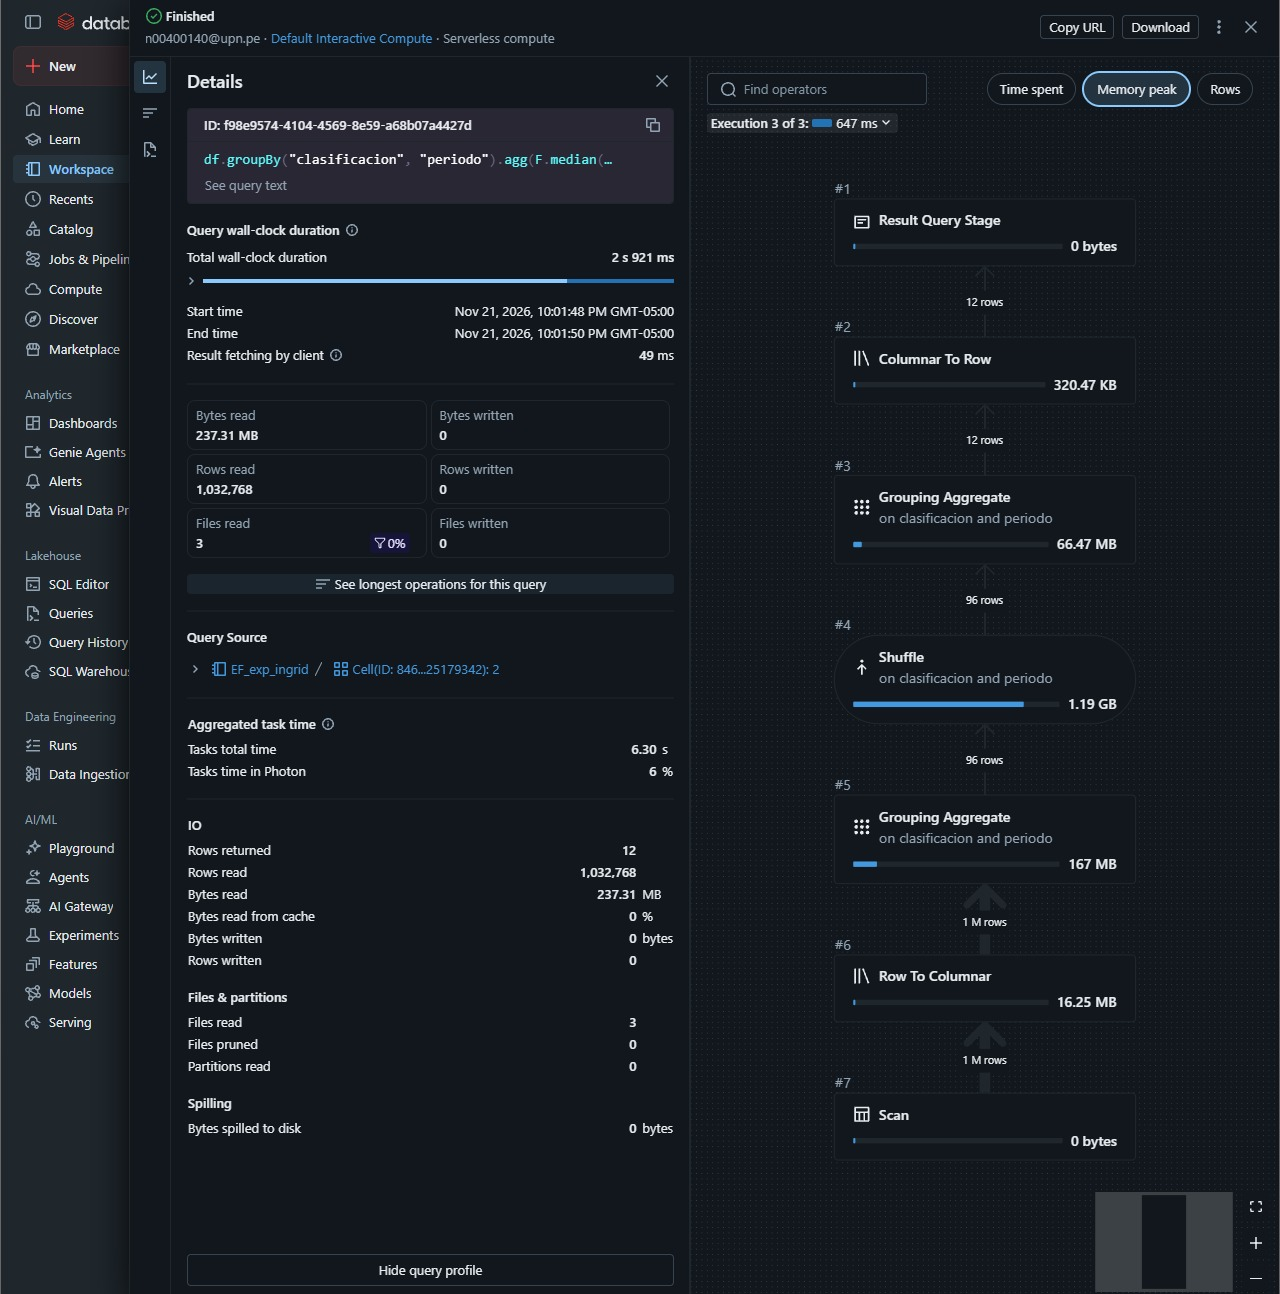 datab
New
Home
Learn
Workspace
Recents
Catalog
Jobs & Pipelin
Compute
Discover
Marketplace
Analytics
Dashboards
Genie Agents
Alerts
Visual Data Pr
Lakehouse
SQL Editor
Queries
Query History
SQL Warehou
Data Engineering
Runs
Data Ingestion
AI/ML
Playground
Agents
AI Gateway
Experiments
Features
Models
Serving
Finished
n00400140@upn.pe · Default Interactive Compute · Serverless compute
Copy URL
Download
Details
ID: f98e9574-4104-4569-8e59-a68b07a4427d
df.groupBy("clasificacion", "periodo").agg(F.median(…
See query text
Query wall-clock duration
Total wall-clock duration 2 s 921 ms
Start time Nov 21, 2026, 10:01:48 PM GMT-05:00
End time Nov 21, 2026, 10:01:50 PM GMT-05:00
Result fetching by client 49 ms
Bytes read
237.31 MB
Bytes written
0
Rows read
1,032,768
Rows written
0
Files read
3 0%
Files written
0
See longest operations for this query
Query Source
EF_exp_ingrid / Cell(ID: 846...25179342): 2
Aggregated task time
Tasks total time 6.30 s
Tasks time in Photon 6 %
IO
Rows returned 12
Rows read 1,032,768
Bytes read 237.31 MB
Bytes read from cache 0 %
Bytes written 0 bytes
Rows written 0
Files & partitions
Files read 3
Files pruned 0
Partitions read 0
Spilling
Bytes spilled to disk 0 bytes
Hide query profile
Find operators
Time spent
Memory peak
Rows
Execution 3 of 3: 647 ms
#1
Result Query Stage
0 bytes
12 rows
#2
Columnar To Row
320.47 KB
12 rows
#3
Grouping Aggregate
on clasificacion and periodo
66.47 MB
96 rows
#4
Shuffle
on clasificacion and periodo
1.19 GB
96 rows
#5
Grouping Aggregate
on clasificacion and periodo
167 MB
1 M rows
#6
Row To Columnar
16.25 MB
1 M rows
#7
Scan
0 bytes